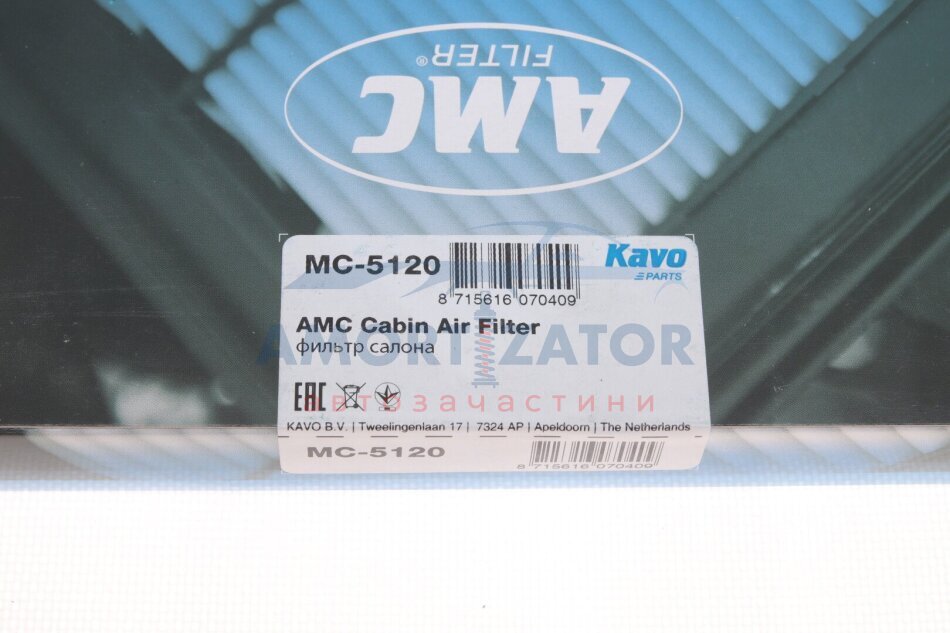 AMC
FILTER®
MC-5120
8 715616 070409
Kavo
PARTS
AMC Cabin Air Filter
фильтр салона
AMORTIZATOR
автозачастини
EAC
KAVO B.V. | Tweelingenlaan 17 | 7324 AP | Apeldoorn | The Netherlands
MC-5120
8 715616 070409